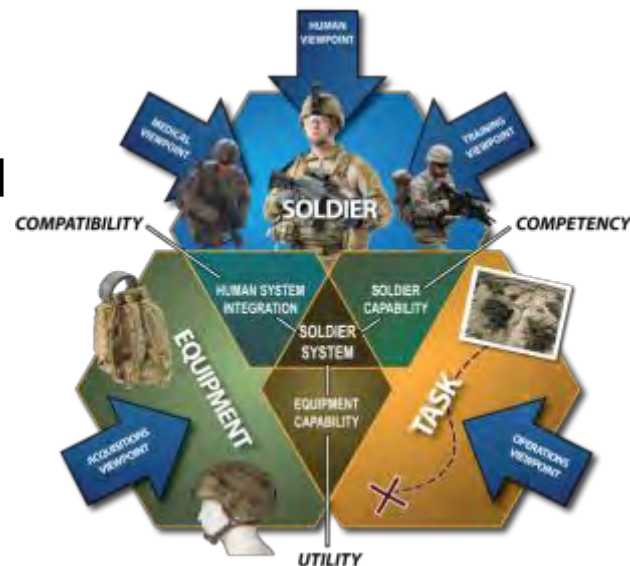 HUMAN
VIEWPOINT
MEDICAL
VIEWPOINT
TRAINING
VIEWPOINT
SOLDIER
COMPATIBILITY
COMPETENCY
HUMAN SYSTEM
INTEGRATION
SOLDIER
CAPABILITY
SOLDIER
SYSTEM
EQUIPMENT
EQUIPMENT
CAPABILITY
TASK
ACQUISITIONS
VIEWPOINT
OPERATIONS
VIEWPOINT
UTILITY